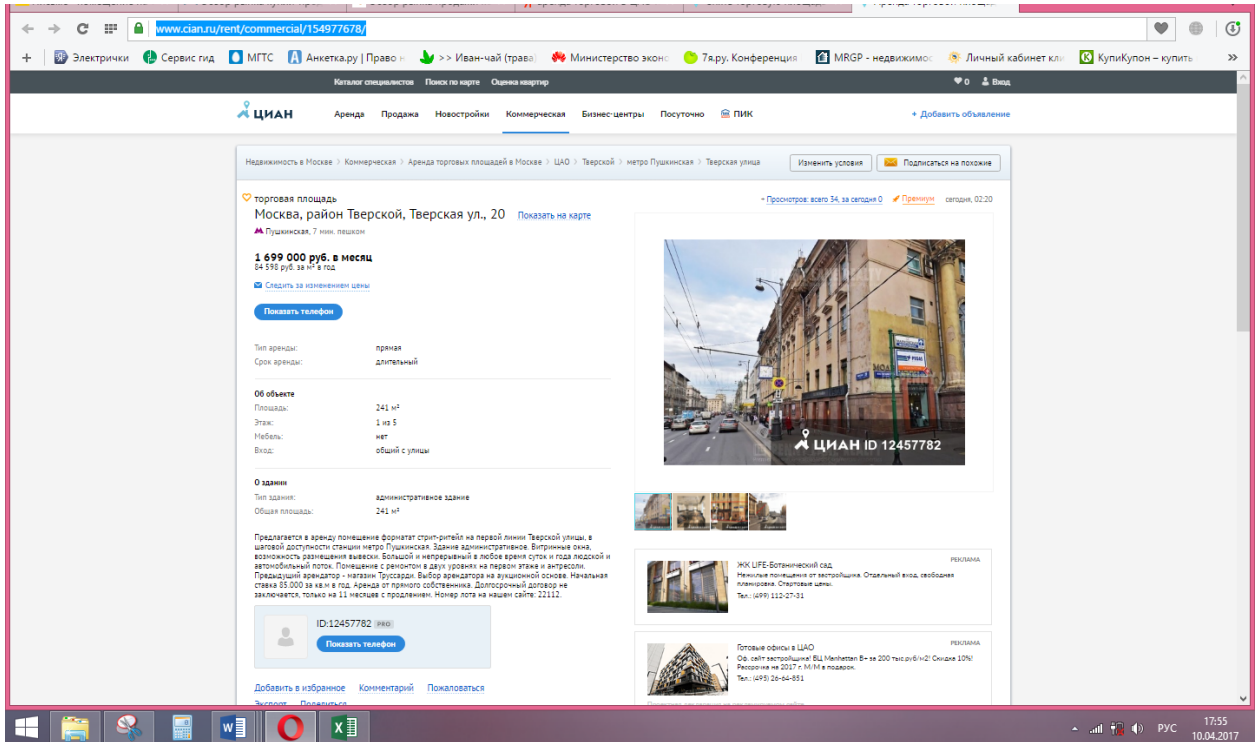 www.cian.ru/rent/commercial/154977678/
Электрички Сервис гид МГТС Анкетка.ру | Право н >> Иван-чай (трава) Министерство эконо 7я.ру. Конференция MRGP - недвижимос Личный кабинет кли КупиКупон – купить »
Каталог специалистов Поиск по карте Оценка квартир 0 Вход
ЦИАН Аренда Продажа Новостройки Коммерческая Бизнес-центры Посуточно ПИК + Добавить объявление
Недвижимость в Москве > Коммерческая > Аренда торговых площадей в Москве > ЦАО > Тверской > метро Пушкинская > Тверская улица Изменить условия Подписаться на похожие
торговая площадь
Просмотров: всего 34, за сегодня 0 Премиум сегодня, 02:20
Москва, район Тверской, Тверская ул., 20 Показать на карте
Пушкинская, 7 мин. пешком
1 699 000 руб. в месяц
84 598 руб. за м² в год
Следить за изменением цены
Показать телефон
Тип аренды: прямая
Срок аренды: длительный
Об объекте
Площадь: 241 м²
Этаж: 1 из 5
Мебель: нет
Вход: общий с улицы
О здании
Тип здания: административное здание
Общая площадь: 241 м²
Предлагается в аренду помещение форматат стрит-ритейл на первой линии Тверской улицы, в
шаговой доступности станции метро Пушкинская. Здание административное. Витринные окна,
возможность размещения вывески. Большой и непрерывный в любое время суток и года людской и
автомобильный поток. Помещение с ремонтом в двух уровнях на первом этаже и антресоли.
Предыдущий арендатор - магазин Труссарди. Выбор арендатора на аукционной основе. Начальная
ставка 85.000 за кв.м в год. Аренда от прямого собственника. Долгосрочный договор не
заключается, только на 11 месяцев с продлением. Номер лота на нашем сайте: 22112.
ID:12457782 PRO
Показать телефон
Добавить в избранное Комментарий Пожаловаться
Экспорт Поделиться
ЦИАН ID 12457782
РЕКЛАМА
ЖК LIFE-Ботанический сад
Нежилые помещения от застройщика. Отдельный вход, свободная
планировка. Стартовые цены.
Тел.: (499) 112-27-31
РЕКЛАМА
Готовые офисы в ЦАО
Оф. сайт застройщика! БЦ Manhattan B+ за 200 тыс.руб/м2! Скидка 10%!
Рассрочка на 2017 г. М/М в подарок.
Тел.: (495) 26-64-851
РУС
17:55
10.04.2017